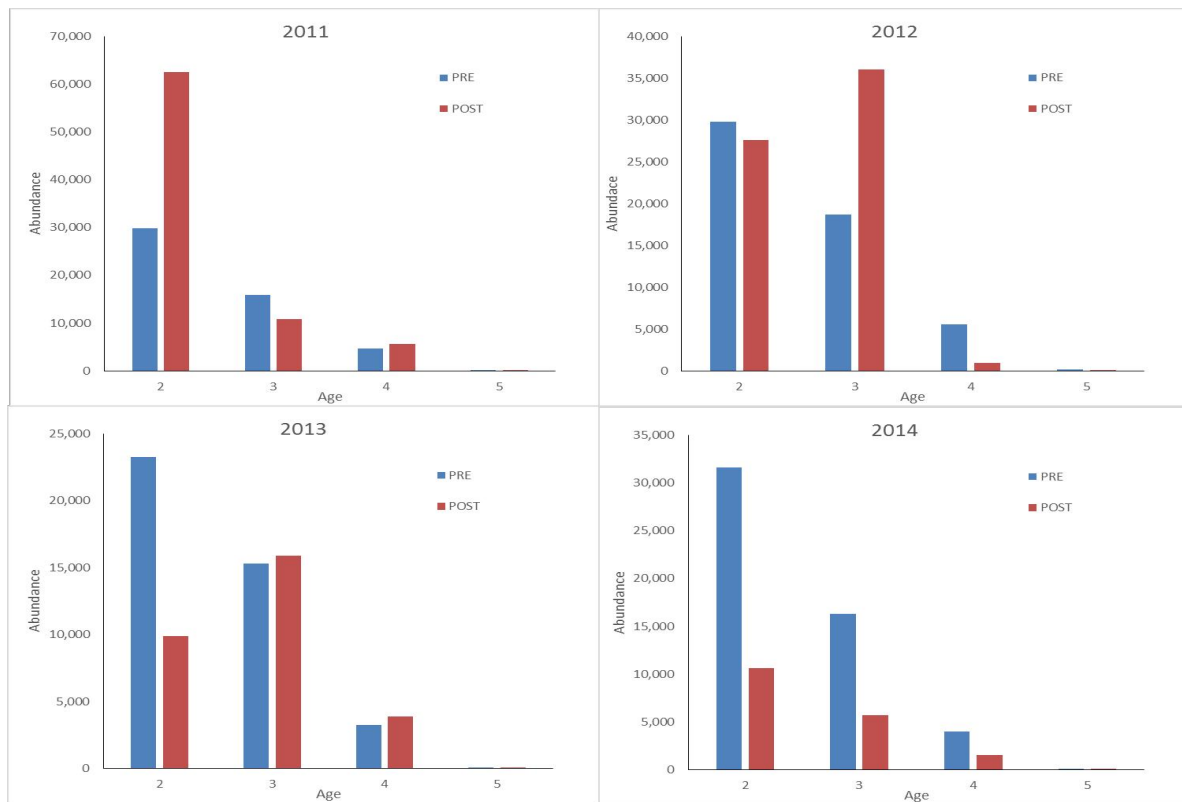 2011
70,000
60,000
50,000
40,000
30,000
20,000
10,000
0
Abundance
PRE
POST
2 3 4 5
Age
2012
40,000
35,000
30,000
25,000
20,000
15,000
10,000
5,000
0
Abundace
PRE
POST
2 3 4 5
Age
2013
25,000
20,000
15,000
10,000
5,000
0
Abundance
PRE
POST
2 3 4 5
Age
2014
35,000
30,000
25,000
20,000
15,000
10,000
5,000
0
Abundance
PRE
POST
2 3 4 5
Age